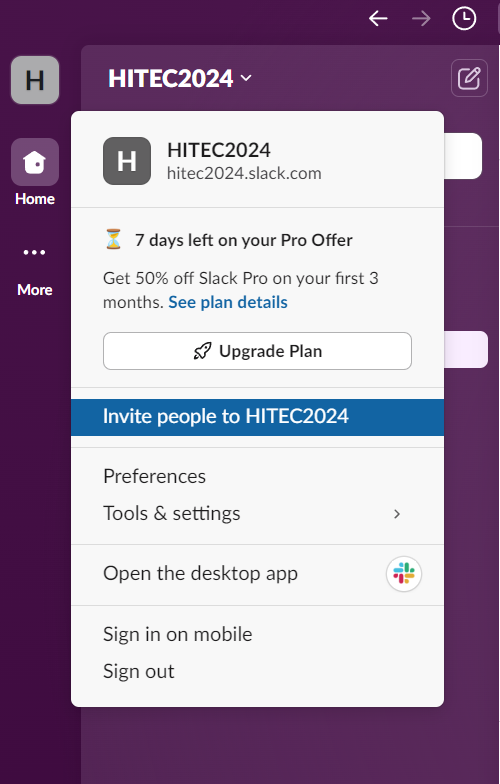 H
HITEC2024
Home
More
H
HITEC2024
hitec2024.slack.com
7 days left on your Pro Offer
Get 50% off Slack Pro on your first 3
months. See plan details
Upgrade Plan
Invite people to HITEC2024
Preferences
Tools & settings
Open the desktop app
Sign in on mobile
Sign out